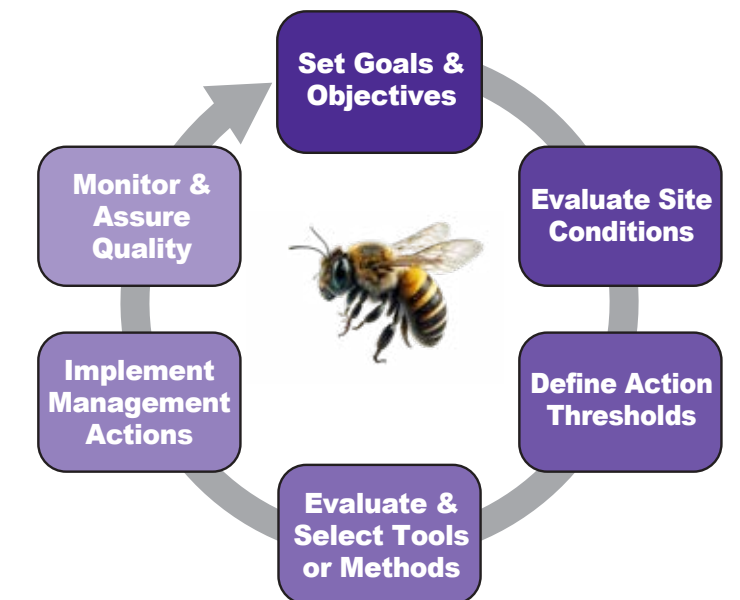 Set Goals &
Objectives
Evaluate Site
Conditions
Define Action
Thresholds
Evaluate &
Select Tools
or Methods
Implement
Management
Actions
Monitor &
Assure
Quality